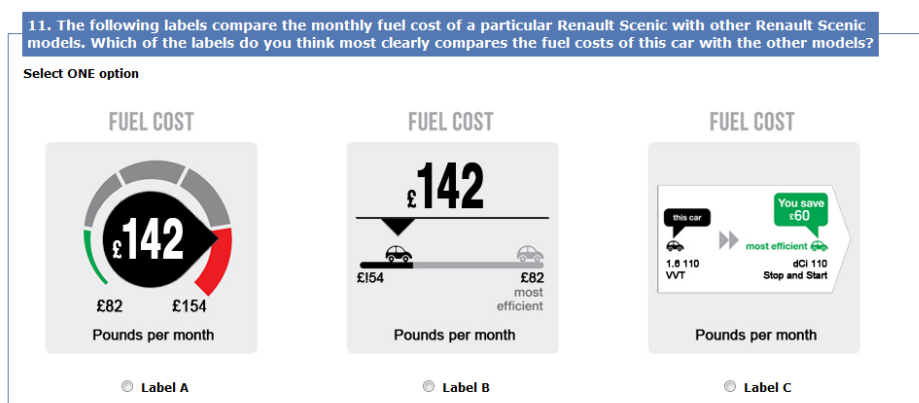 11. The following labels compare the monthly fuel cost of a particular Renault Scenic with other Renault Scenic
models. Which of the labels do you think most clearly compares the fuel costs of this car with the other models?
Select ONE option
FUEL COST
£142
£82 £154
Pounds per month
Label A
FUEL COST
£142
£154 £82
most
efficient
Pounds per month
Label B
FUEL COST
this car
You save
£60
most efficient
1.6 110
VVT
dCi 110
Stop and Start
Pounds per month
Label C